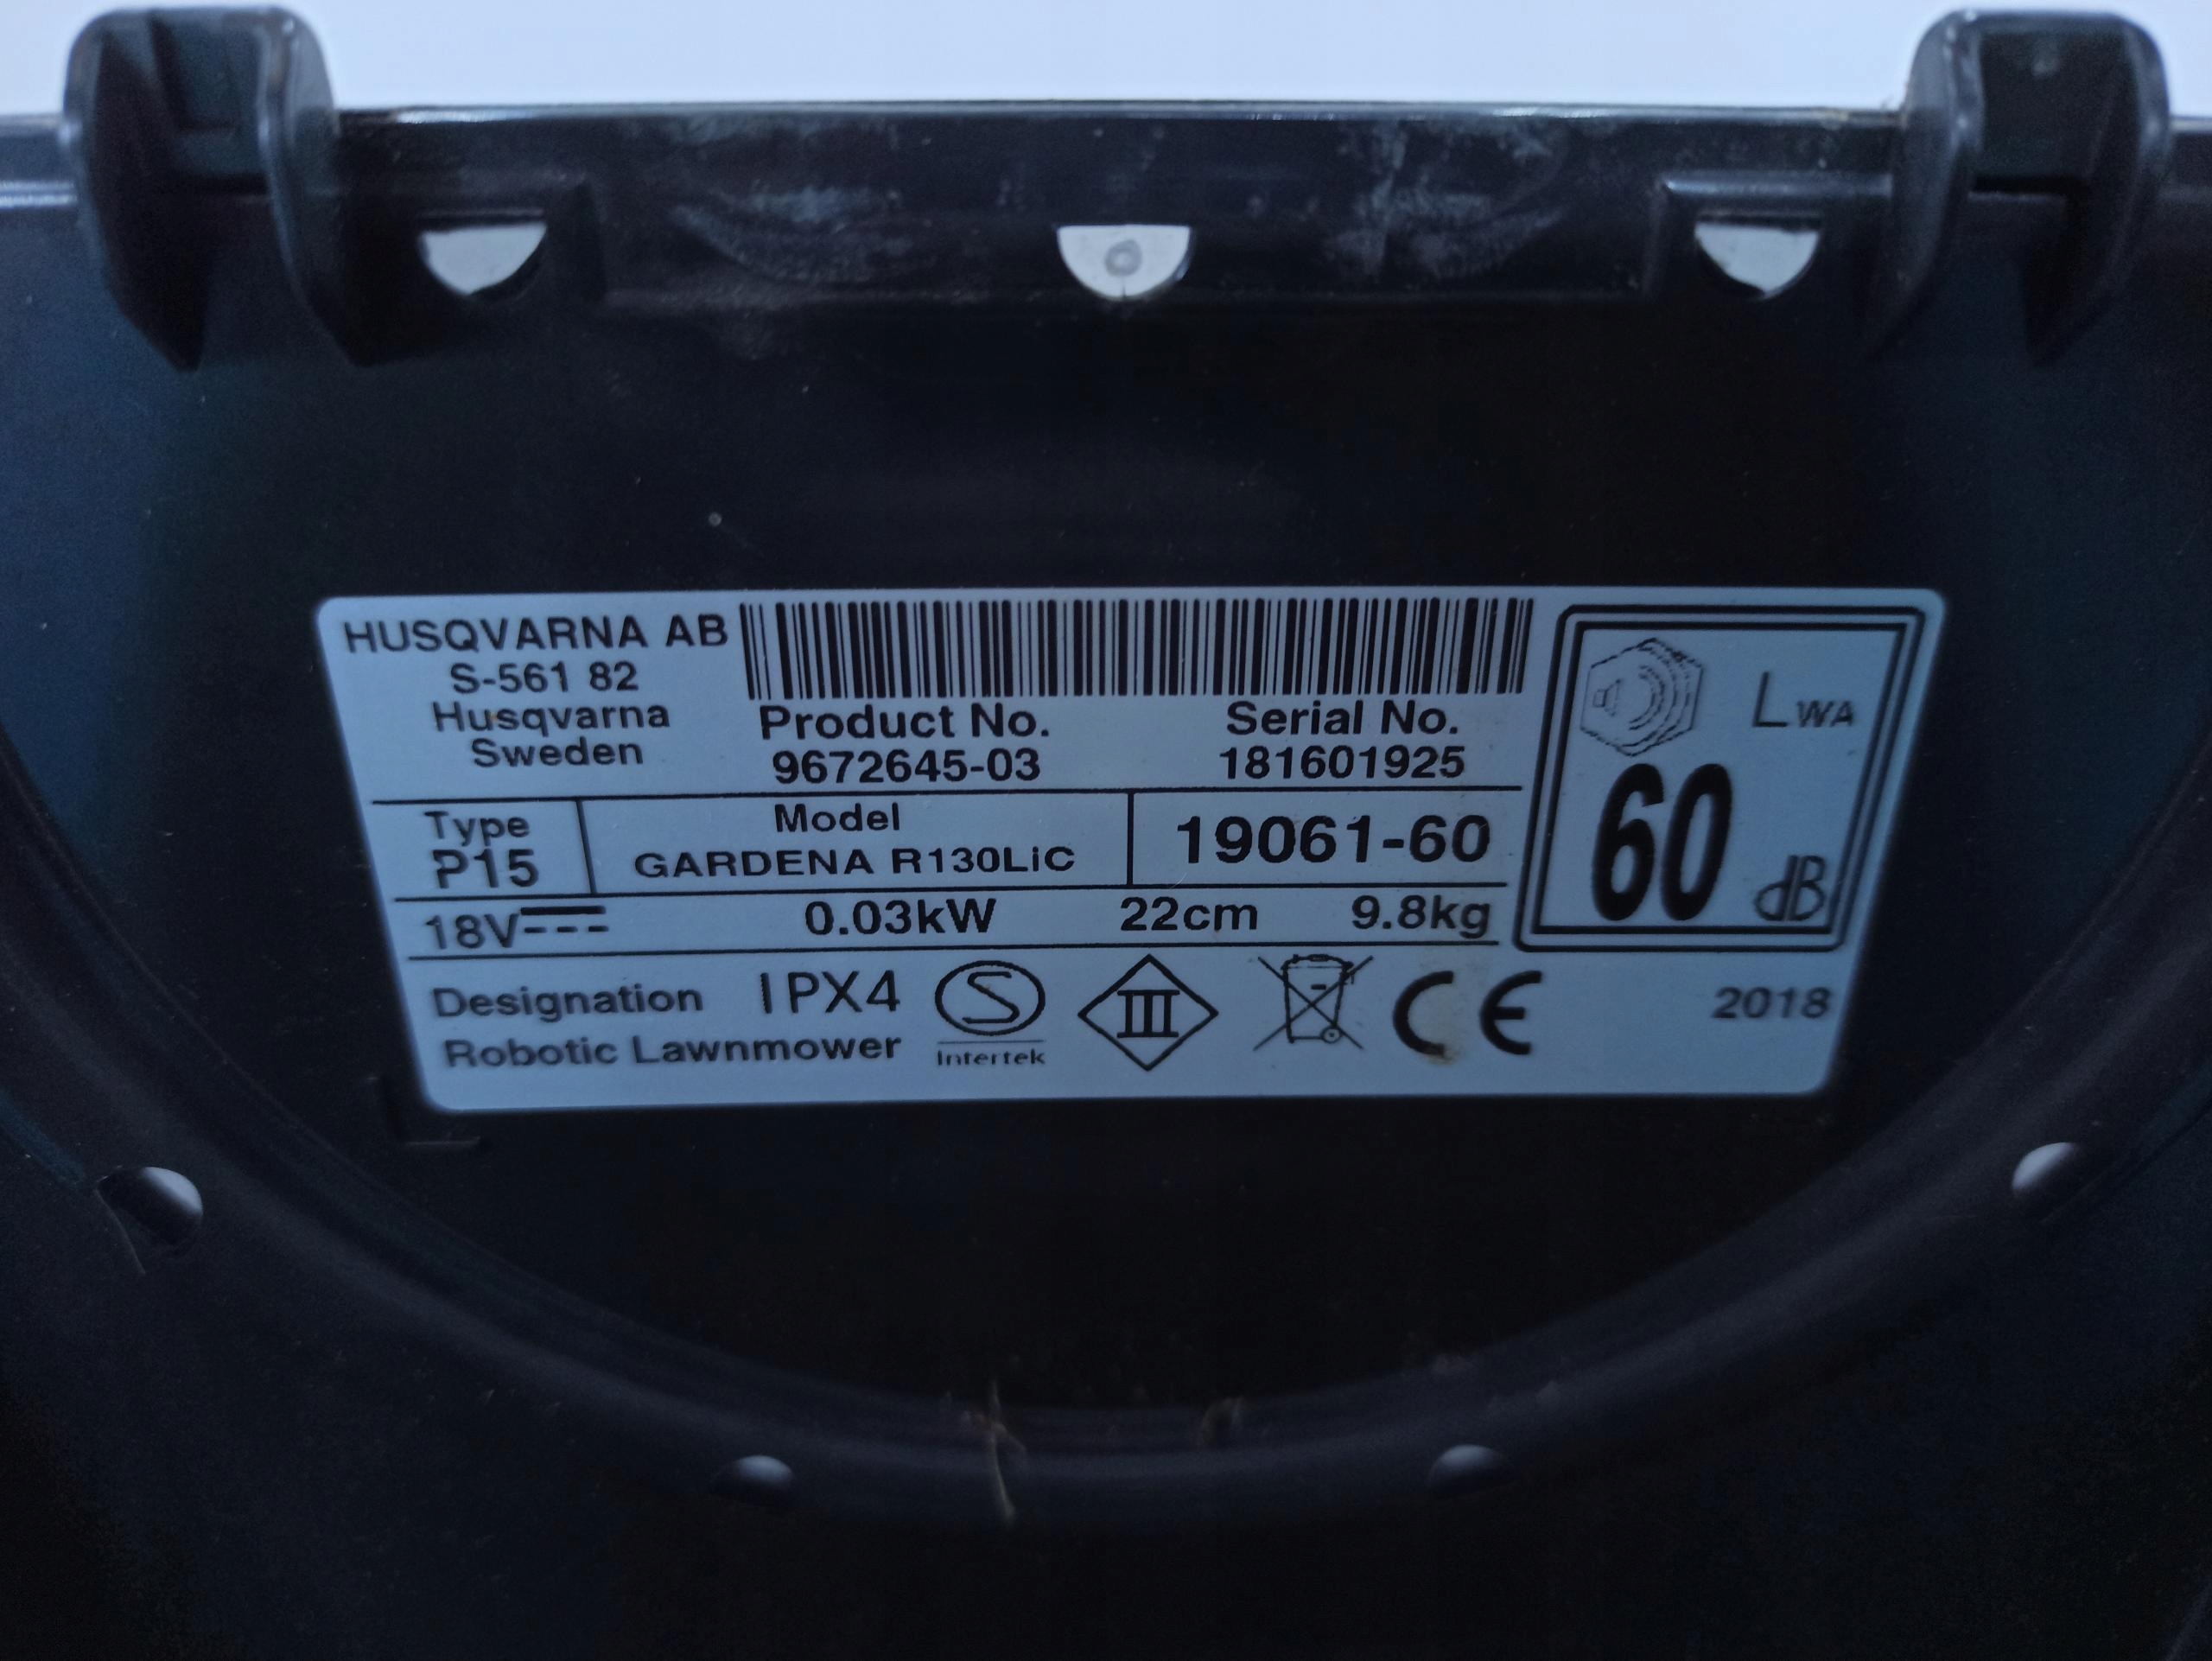 HUSQVARNA AB
S-561 82
Husqvarna
Sweden
Product No.
9672645-03
Serial No.
181601925
LWA
60
dB
Type
P15
Model
GARDENA R130LiC
19061-60
18V
0.03kW
22cm
9.8kg
Designation
Robotic Lawnmower
IPX4
S
Intertek
III
CE
2018